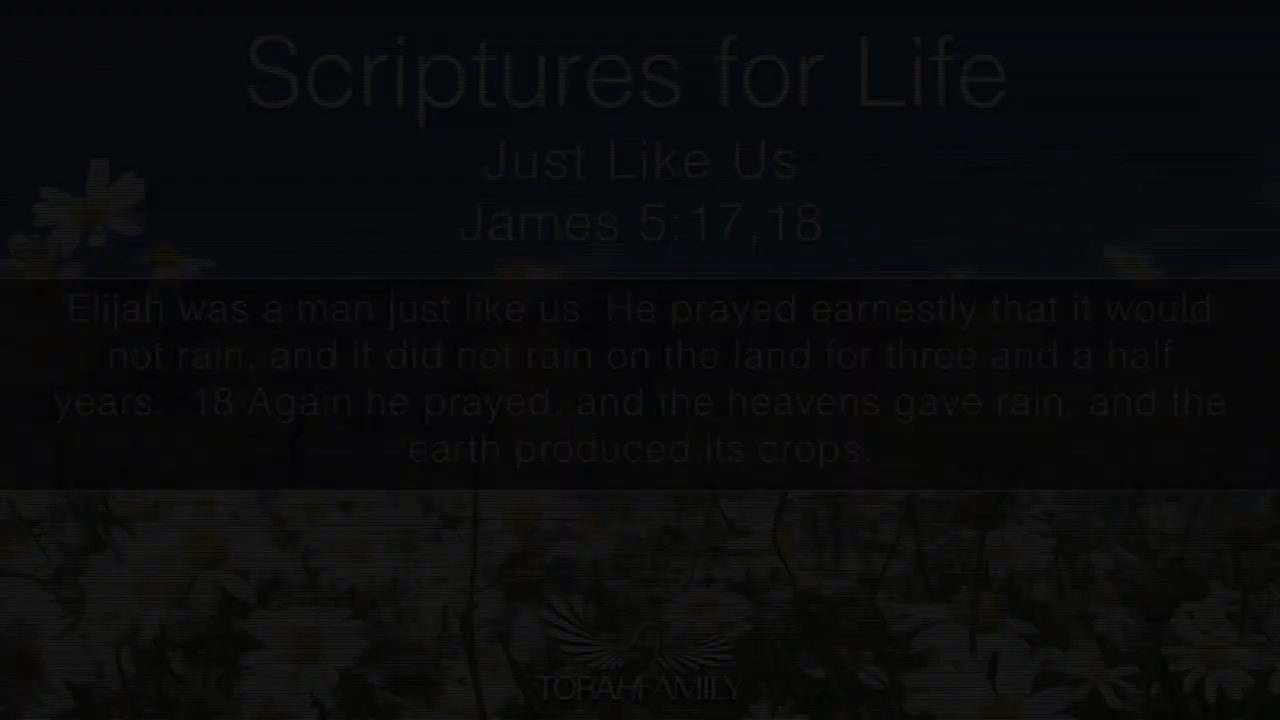 Scriptures for Life
Just Like Us
James 5:17,18
Elijah was a man just like us. He prayed earnestly that it would
not rain, and it did not rain on the land for three and a half
years. 18 Again he prayed, and the heavens gave rain, and the
earth produced its crops.
TORAHFAMILY